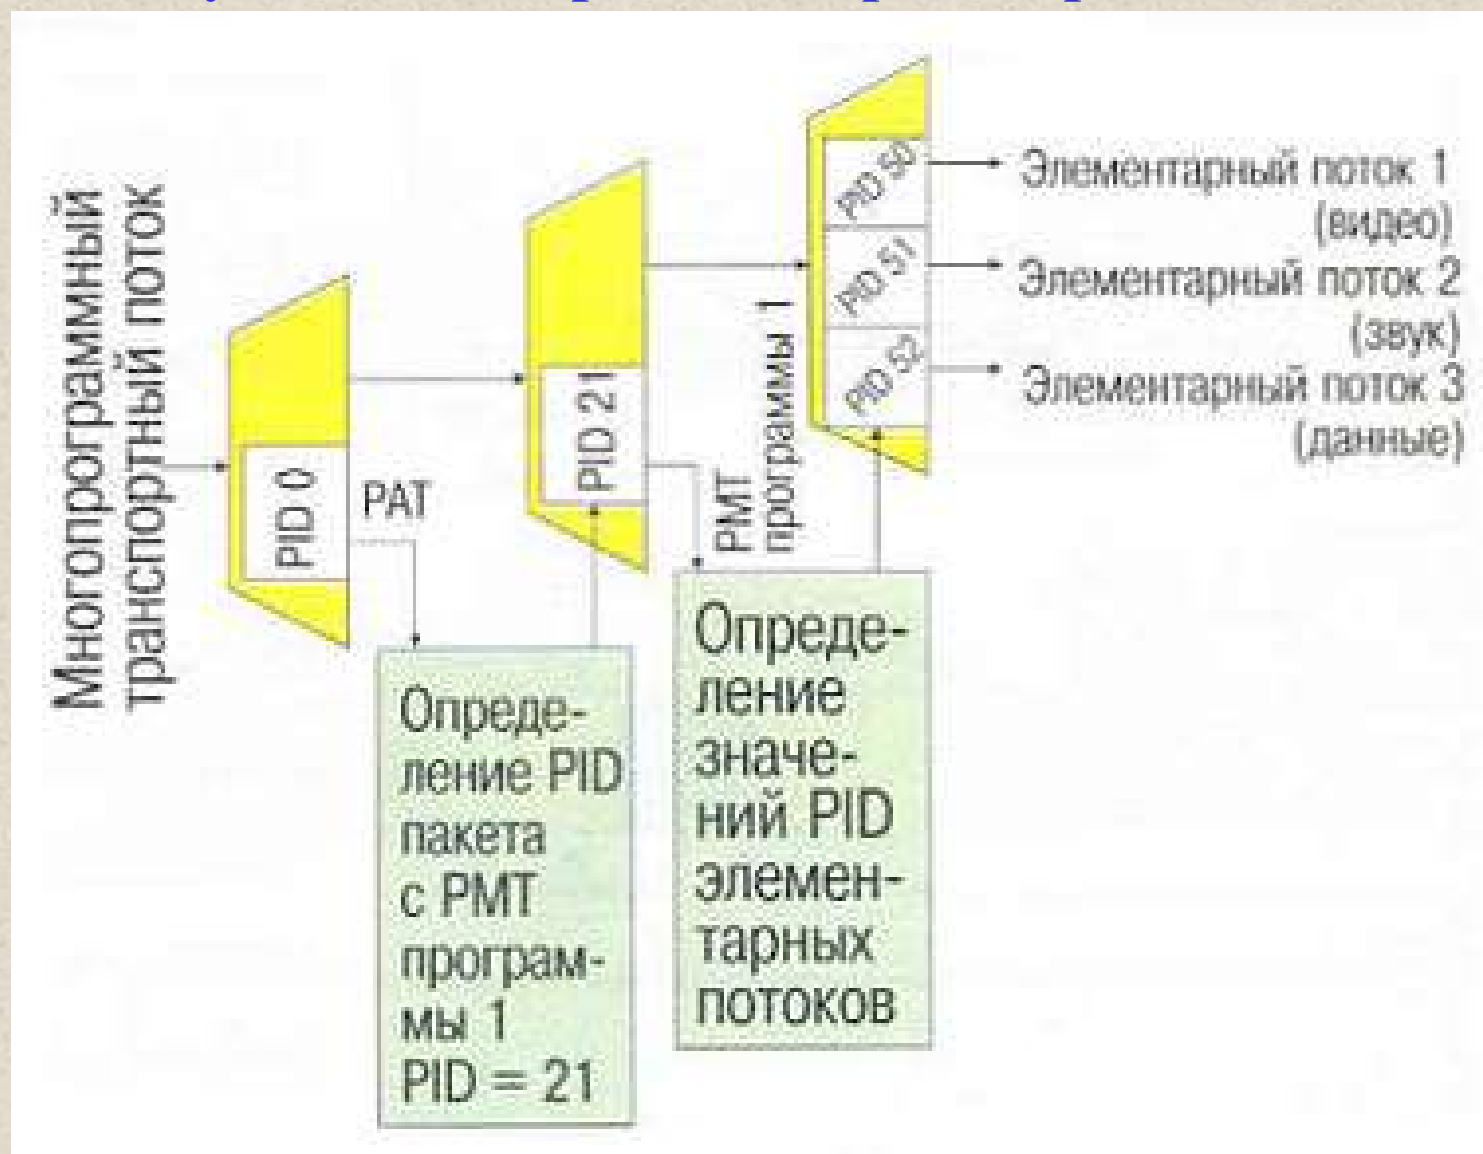 Многопрограммный
транспортный поток
PID 0
PAT
Определе-
ление PID
пакета
с PMT
програм-
мы 1
PID = 21
PID 21
PMT
программы 1
Опреде-
ление
значе-
ний PID
элемен-
тарных
потоков
PID 50
PID 51
PID 52
Элементарный поток 1
(видео)
Элементарный поток 2
(звук)
Элементарный поток 3
(данные)